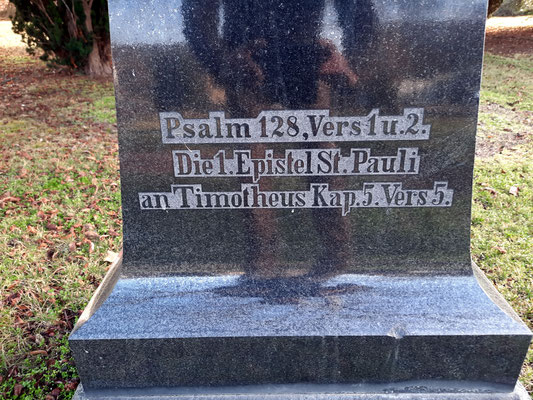 Psalm 128, Vers 1 u. 2.
Die 1. Epistel St. Pauli
an Timotheus Kap. 5. Vers 5.